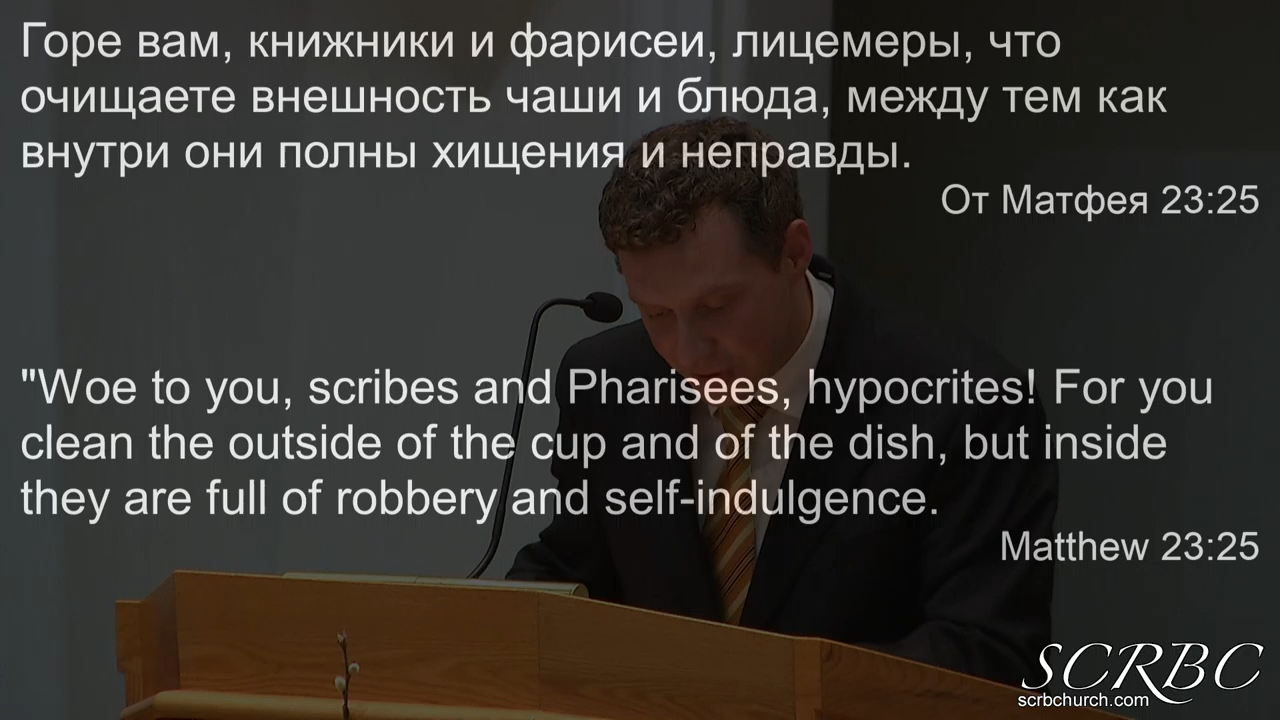 Горе вам, книжники и фарисеи, лицемеры, что
очищаете внешность чаши и блюда, между тем как
внутри они полны хищения и неправды.
От Матфея 23:25
"Woe to you, scribes and Pharisees, hypocrites! For you
clean the outside of the cup and of the dish, but inside
they are full of robbery and self-indulgence.
Matthew 23:25
SCRBC
scrbchurch.com